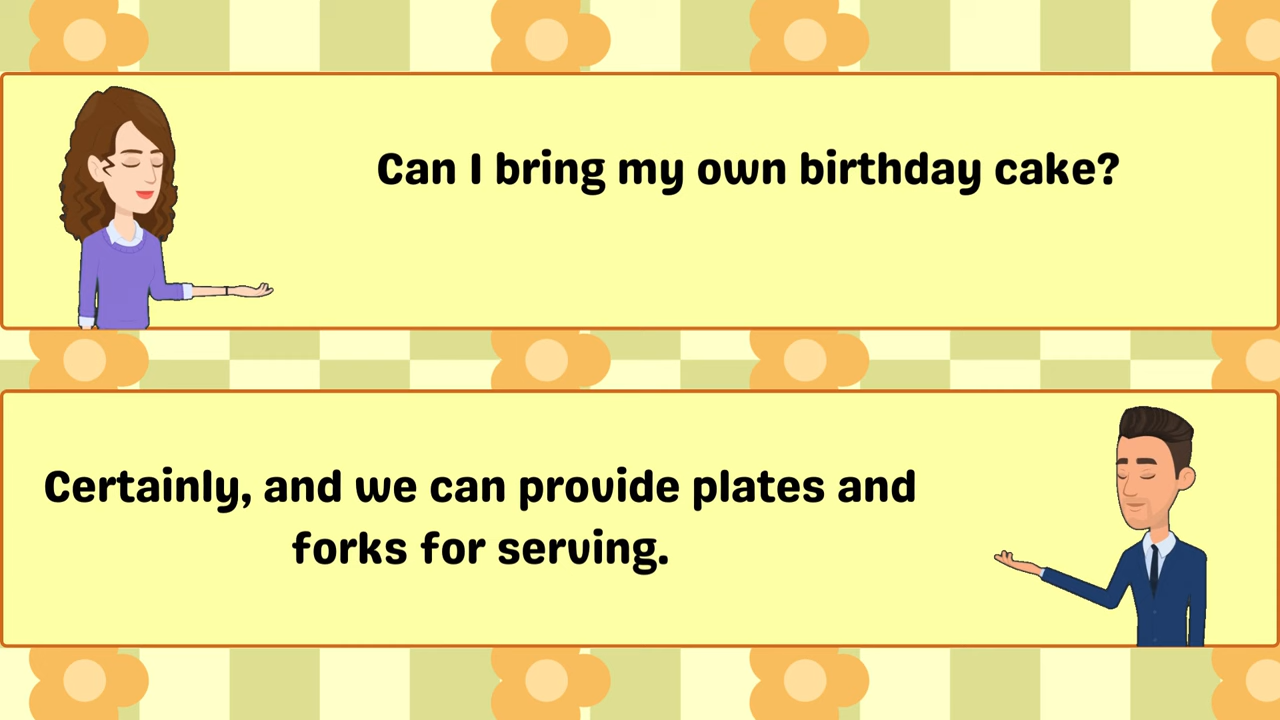 Can I bring my own birthday cake?
Certainly, and we can provide plates and
forks for serving.